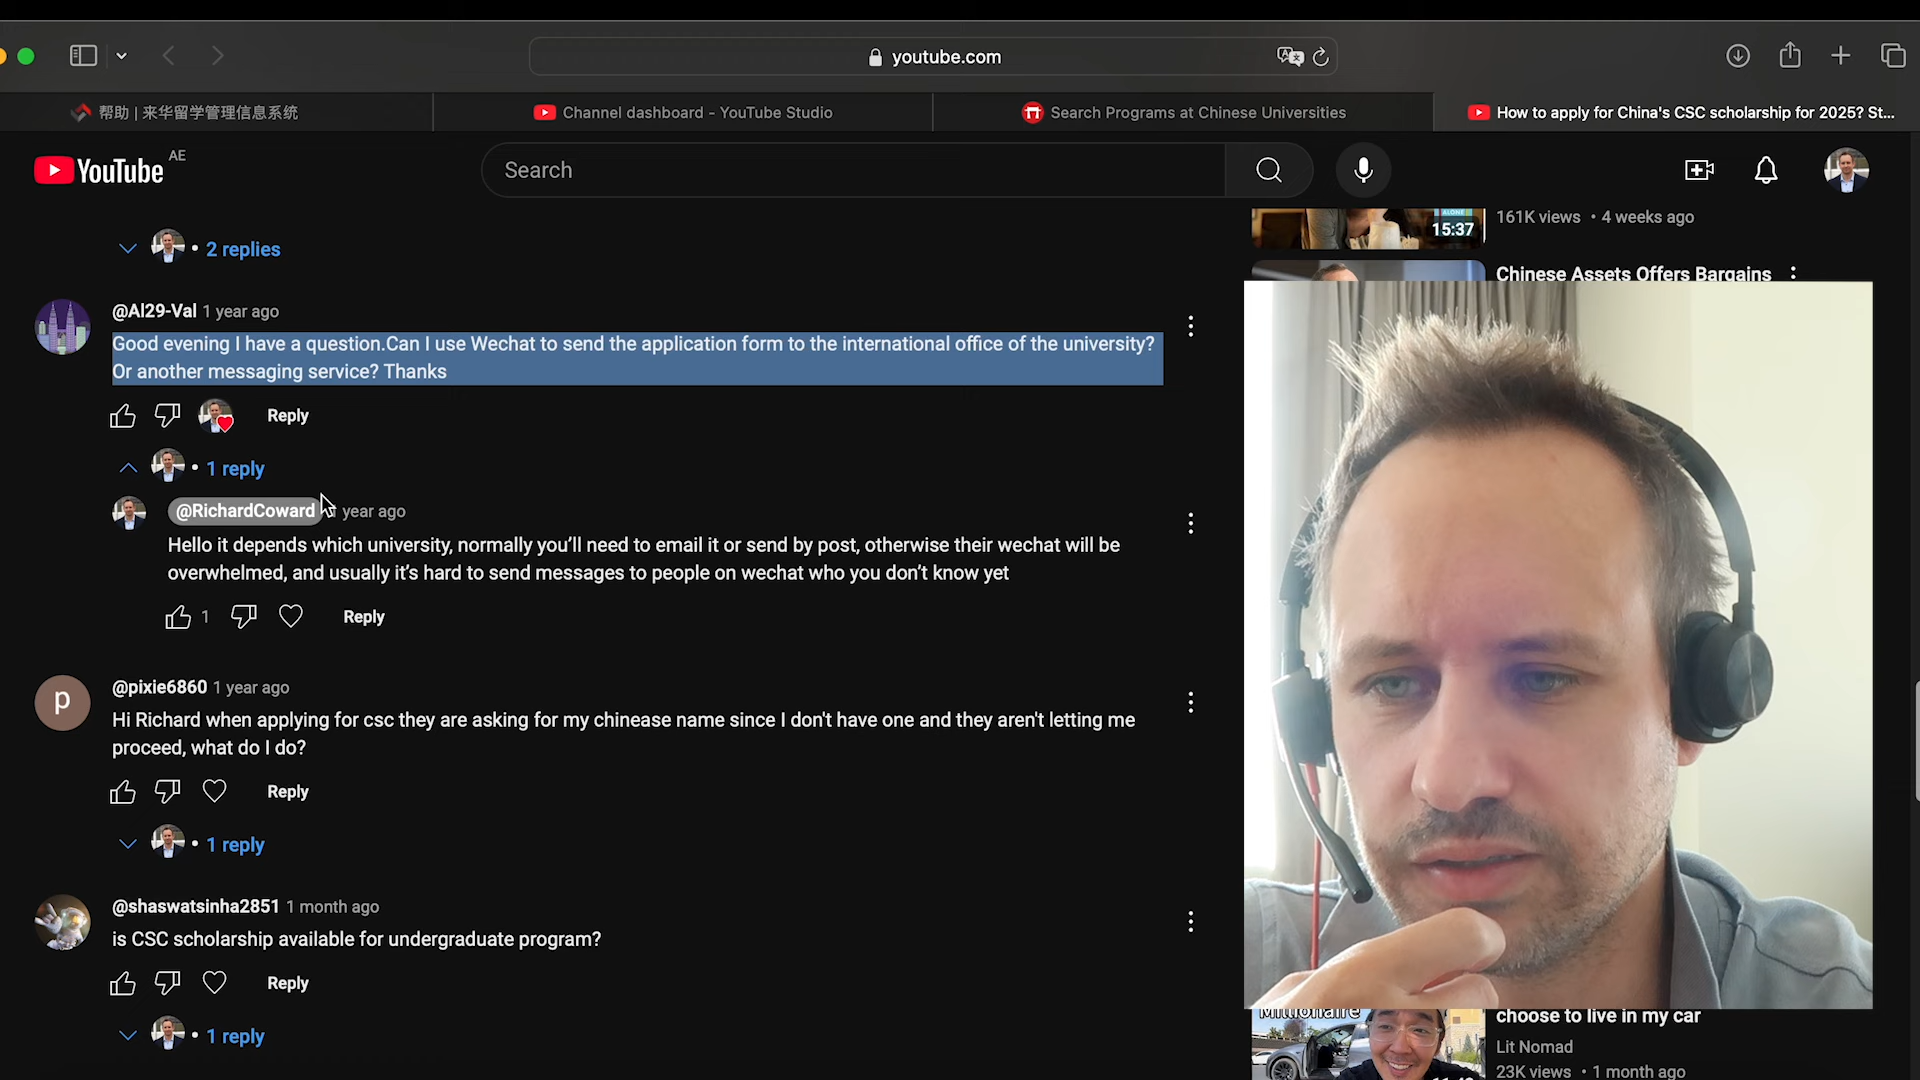 youtube.com
帮助 | 来华留学管理信息系统
Channel dashboard - YouTube Studio
Search Programs at Chinese Universities
How to apply for China's CSC scholarship for 2025? St...
YouTube AE
Search
2 replies
@Al29-Val 1 year ago
Good evening I have a question.Can I use Wechat to send the application form to the international office of the university?
Or another messaging service? Thanks
Reply
1 reply
@RichardCoward year ago
Hello it depends which university, normally you'll need to email it or send by post, otherwise their wechat will be
overwhelmed, and usually it's hard to send messages to people on wechat who you don't know yet
1 Reply
@pixie6860 1 year ago
p
Hi Richard when applying for csc they are asking for my chinease name since I don't have one and they aren't letting me
proceed, what do I do?
Reply
1 reply
@shaswatsinha2851 1 month ago
is CSC scholarship available for undergraduate program?
Reply
1 reply
ALONE
15:37
161K views • 4 weeks ago
Chinese Assets Offers Bargains
Millionaire
choose to live in my car
Lit Nomad
23K views • 1 month ago